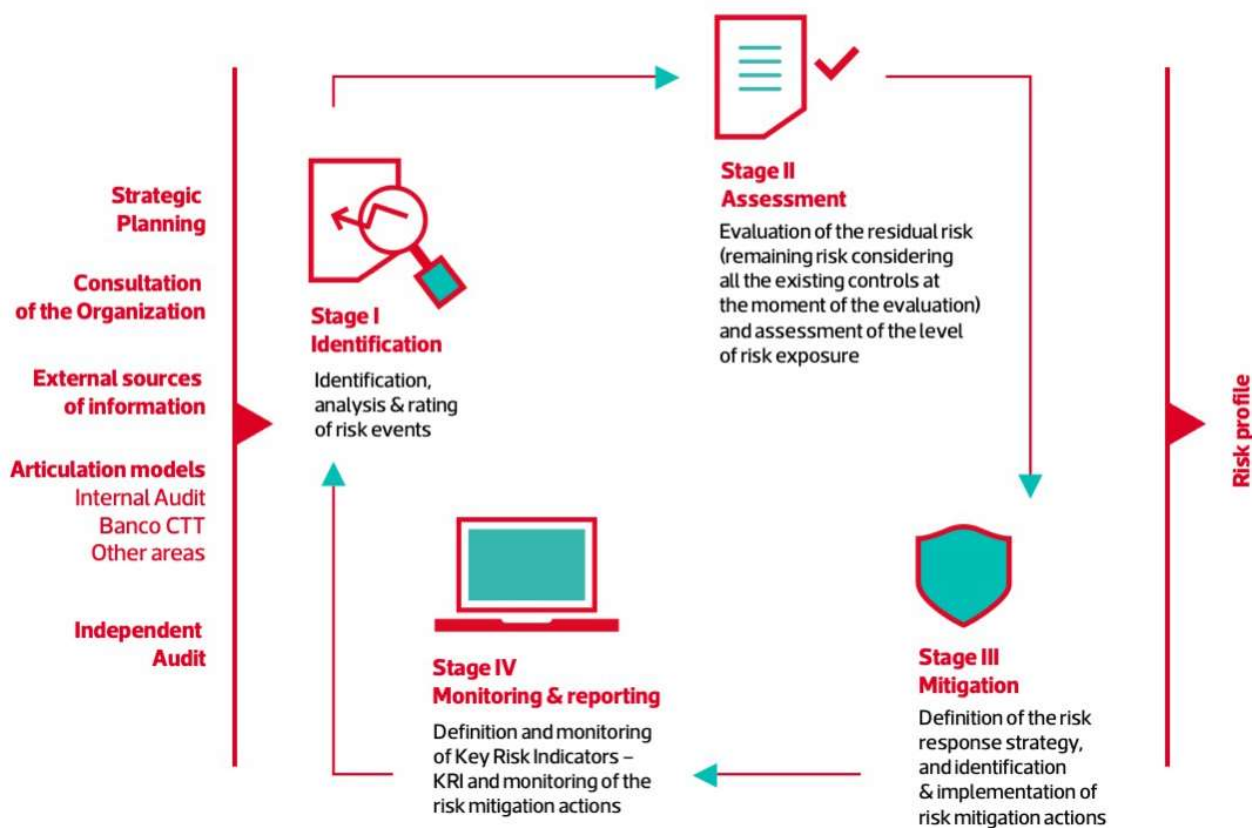 Strategic
Planning
Consultation
of the Organization
External sources
of information
Articulation models
Internal Audit
Banco CTT
Other areas
Independent
Audit
Stage I
Identification
Identification,
analysis & rating
of risk events
Stage II
Assessment
Evaluation of the residual risk
(remaining risk considering
all the existing controls at
the moment of the evaluation)
and assessment of the level
of risk exposure
Stage III
Mitigation
Definition of the risk
response strategy,
and identification
& implementation of
risk mitigation actions
Stage IV
Monitoring & reporting
Definition and monitoring
of Key Risk Indicators –
KRI and monitoring of the
risk mitigation actions
Risk profile